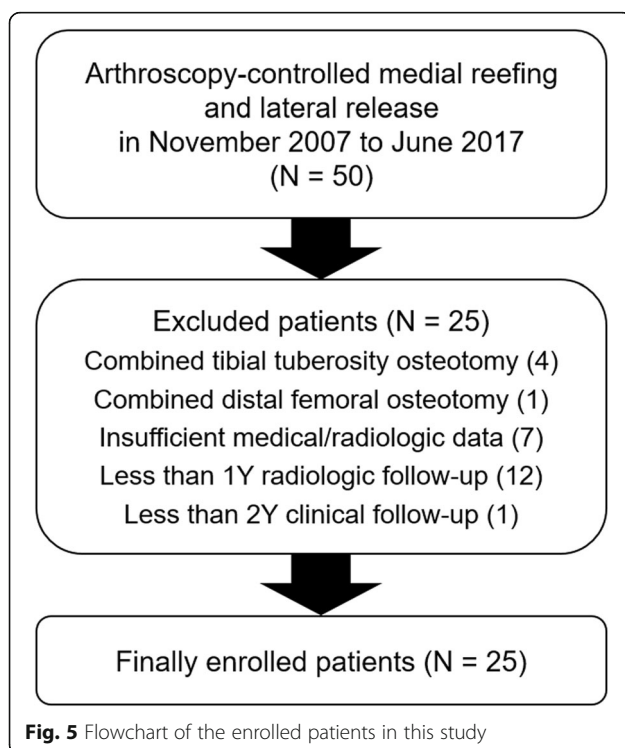 Arthroscopy-controlled medial reefing
and lateral release
in November 2007 to June 2017
(N = 50)
Excluded patients (N = 25)
Combined tibial tuberosity osteotomy (4)
Combined distal femoral osteotomy (1)
Insufficient medical/radiologic data (7)
Less than 1Y radiologic follow-up (12)
Less than 2Y clinical follow-up (1)
Finally enrolled patients (N = 25)
Fig. 5 Flowchart of the enrolled patients in this study